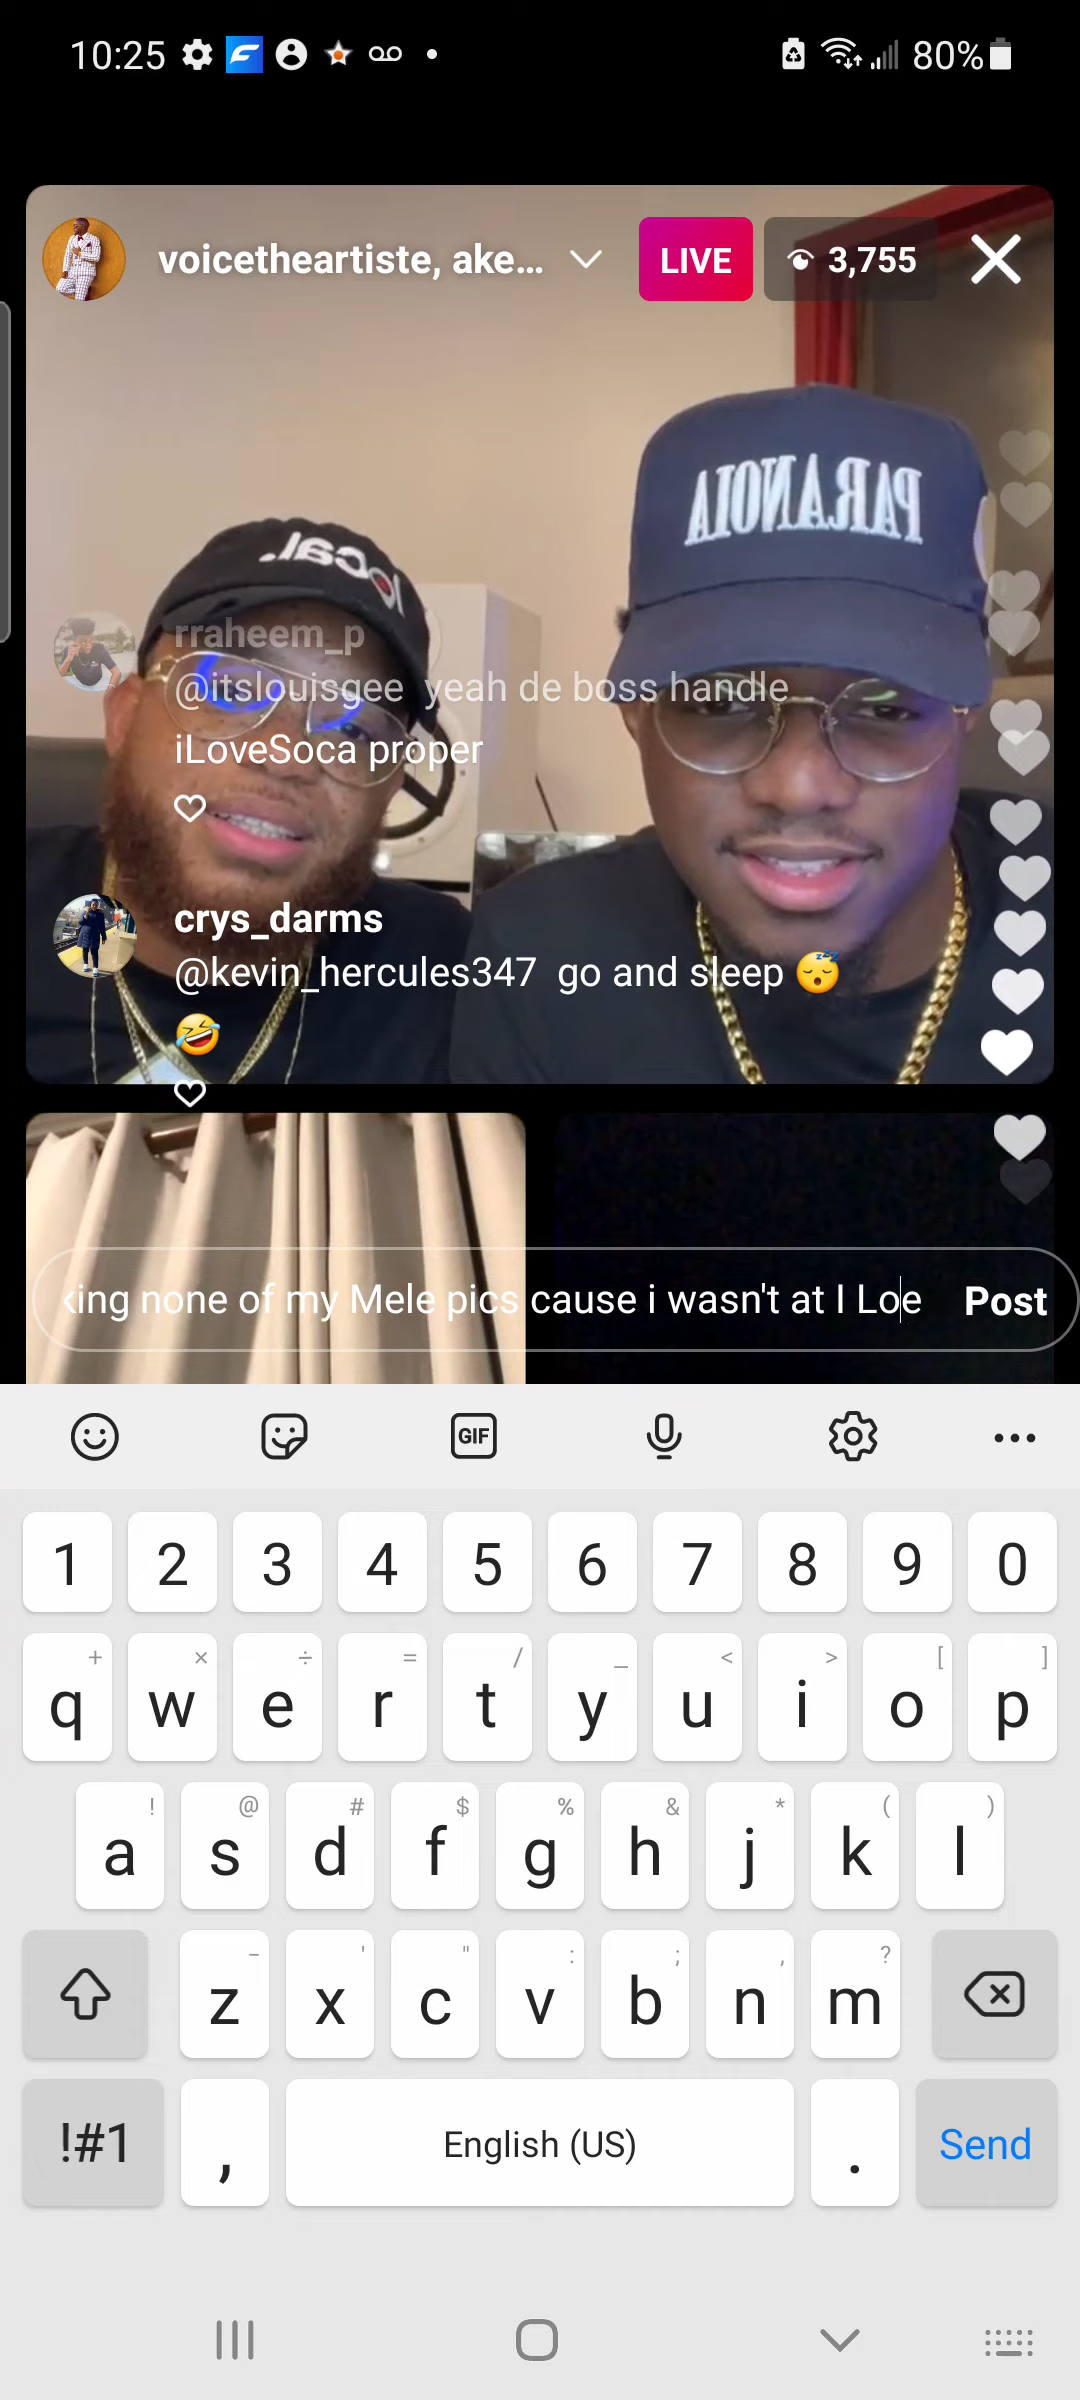 10:25 80%
voicetheartiste, ake... LIVE 3,755
PARANOIA
local.
rraheem_p
@itslouisgee yeah de boss handle
iLoveSoca proper
crys_darms
@kevin_hercules347 go and sleep 😴
🤣
king none of my Mele pics cause i wasn't at I Loe Post
GIF
1 2 3 4 5 6 7 8 9 0
+ × ÷ = / _ < > [ ]
q w e r t y u i o p
! @ # $ % & * ( )
a s d f g h j k l
- ' " : ; , ?
z x c v b n m
!#1 , English (US) . Send